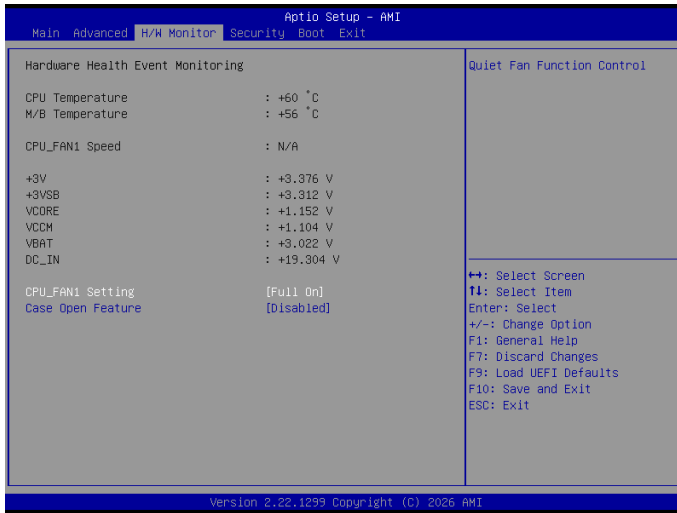 Aptio Setup - AMI
Main Advanced H/W Monitor Security Boot Exit
Hardware Health Event Monitoring
CPU Temperature : +60 °C
M/B Temperature : +56 °C
CPU_FAN1 Speed : N/A
+3V : +3.376 V
+3VSB : +3.312 V
VCORE : +1.152 V
VCCM : +1.104 V
VBAT : +3.022 V
DC_IN : +19.304 V
CPU_FAN1 Setting [Full On]
Case Open Feature [Disabled]
Quiet Fan Function Control
↔: Select Screen
↑↓: Select Item
Enter: Select
+/-: Change Option
F1: General Help
F7: Discard Changes
F9: Load UEFI Defaults
F10: Save and Exit
ESC: Exit
Version 2.22.1299 Copyright (C) 2026 AMI